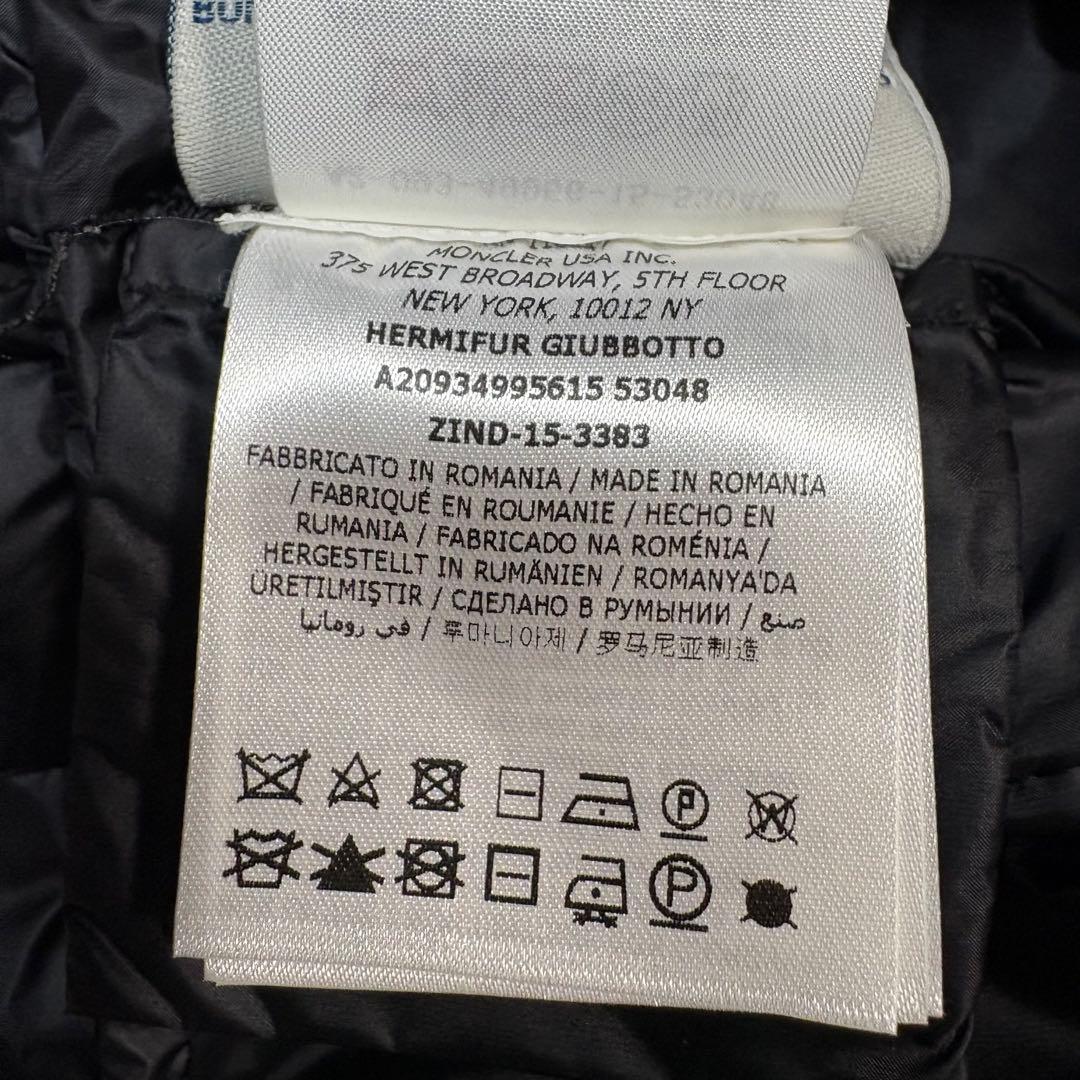 MONCLER USA INC.
375 WEST BROADWAY, 5TH FLOOR
NEW YORK, 10012 NY
HERMIFUR GIUBBOTTO
A20934995615 53048
ZIND-15-3383
FABBRICATO IN ROMANIA / MADE IN ROMANIA
/ FABRIQUÉ EN ROUMANIE / HECHO EN
RUMANIA / FABRICADO NA ROMÉNIA /
HERGESTELLT IN RUMÄNIEN / ROMANYA'DA
ÜRETILMIŞTIR / СДЕЛАНО В РУМЫНИИ / صنع
في رومانيا / 루마니아제 / 罗马尼亚制造
P W
P